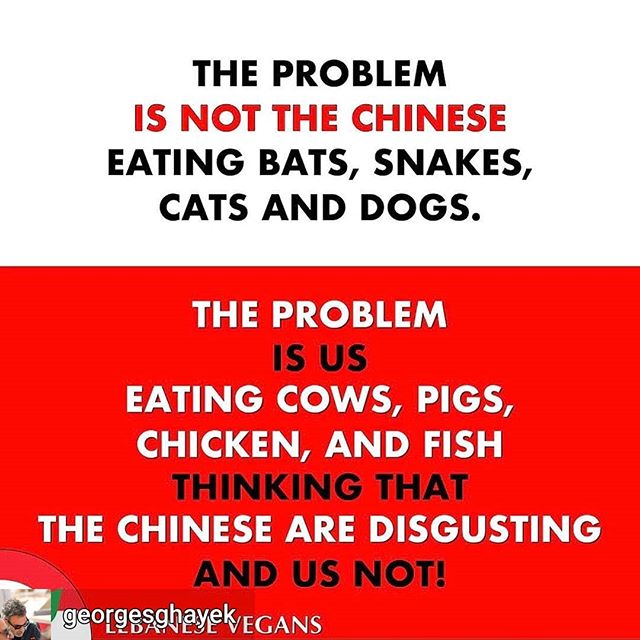 THE PROBLEM
IS NOT THE CHINESE
EATING BATS, SNAKES,
CATS AND DOGS.
THE PROBLEM
IS US
EATING COWS, PIGS,
CHICKEN, AND FISH
THINKING THAT
THE CHINESE ARE DISGUSTING
AND US NOT!
georgesghayek
LEBANESE VEGANS